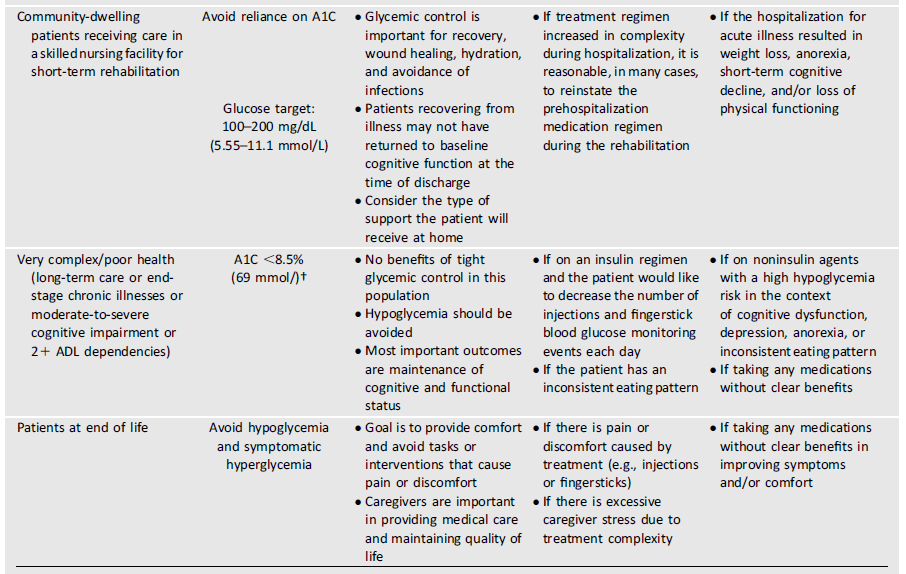 Community-dwelling
patients receiving care in
a skilled nursing facility for
short-term rehabilitation
Avoid reliance on A1C
Glucose target:
100–200 mg/dL
(5.55–11.1 mmol/L)
• Glycemic control is
important for recovery,
wound healing, hydration,
and avoidance of
infections
• Patients recovering from
illness may not have
returned to baseline
cognitive function at the
time of discharge
• Consider the type of
support the patient will
receive at home
• If treatment regimen
increased in complexity
during hospitalization, it is
reasonable, in many cases,
to reinstate the
prehospitalization
medication regimen
during the rehabilitation
• If the hospitalization for
acute illness resulted in
weight loss, anorexia,
short-term cognitive
decline, and/or loss of
physical functioning
Very complex/poor health
(long-term care or end-
stage chronic illnesses or
moderate-to-severe
cognitive impairment or
2+ ADL dependencies)
A1C <8.5%
(69 mmol/)†
• No benefits of tight
glycemic control in this
population
• Hypoglycemia should be
avoided
• Most important outcomes
are maintenance of
cognitive and functional
status
• If on an insulin regimen
and the patient would like
to decrease the number of
injections and fingerstick
blood glucose monitoring
events each day
• If the patient has an
inconsistent eating pattern
• If on noninsulin agents
with a high hypoglycemia
risk in the context
of cognitive dysfunction,
depression, anorexia, or
inconsistent eating pattern
• If taking any medications
without clear benefits
Patients at end of life
Avoid hypoglycemia
and symptomatic
hyperglycemia
• Goal is to provide comfort
and avoid tasks or
interventions that cause
pain or discomfort
• Caregivers are important
in providing medical care
and maintaining quality of
life
• If there is pain or
discomfort caused by
treatment (e.g., injections
or fingersticks)
• If there is excessive
caregiver stress due to
treatment complexity
• If taking any medications
without clear benefits in
improving symptoms
and/or comfort